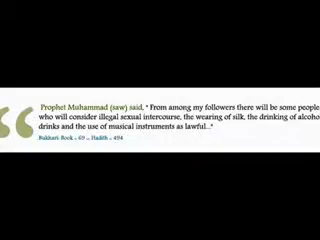 Prophet Muhammad (saw) said, " From among my followers there will be some people
who will consider illegal sexual intercourse, the wearing of silk, the drinking of alcoho
drinks and the use of musical instruments as lawful..."
Bukhari: Book - 69 :: Hadith - 494